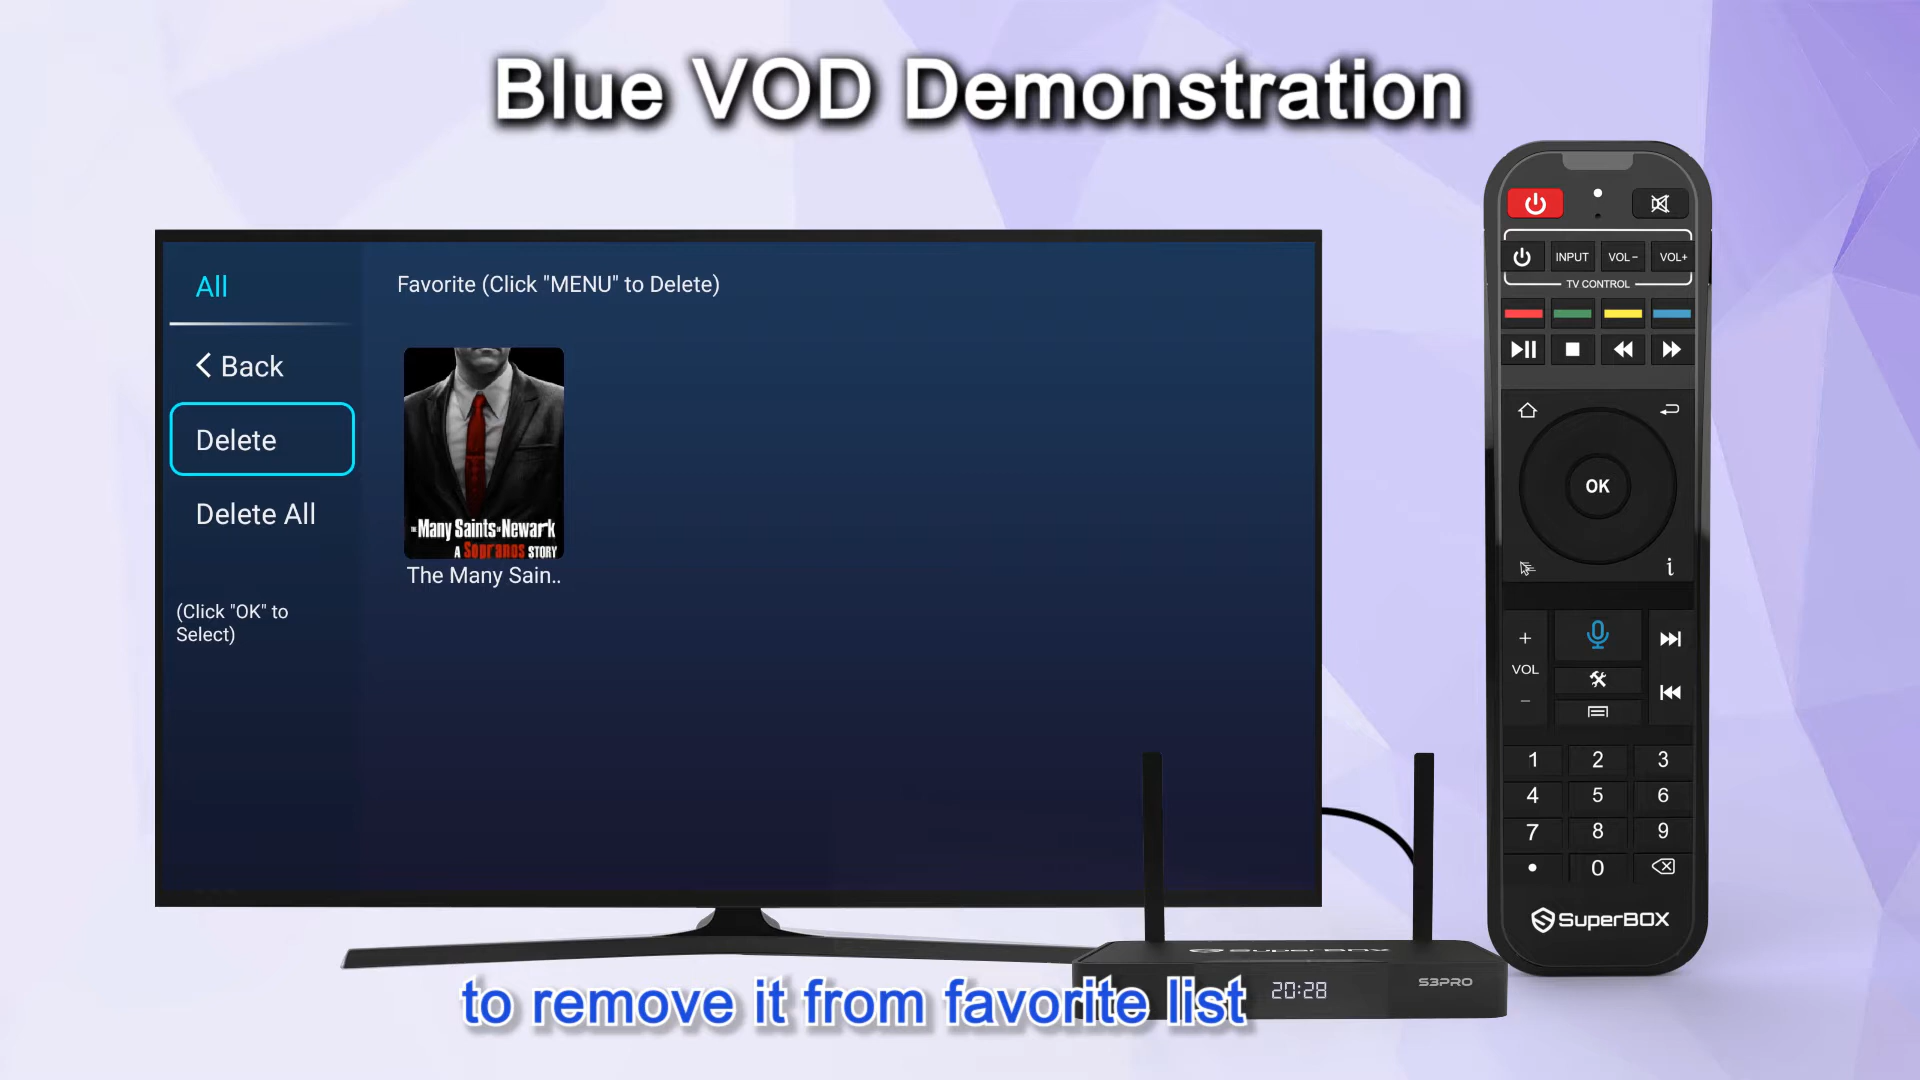 Blue VOD Demonstration
All
Favorite (Click "MENU" to Delete)
Back
Delete
Delete All
(Click "OK" to
Select)
Many Saints of Newark
A Sopranos STORY
The Many Sain..
INPUT VOL- VOL+
TV CONTROL
OK
i
+
VOL
-
1 2 3
4 5 6
7 8 9
• 0
SuperBOX
SuperBOX
20:28
S3PRO
to remove it from favorite list